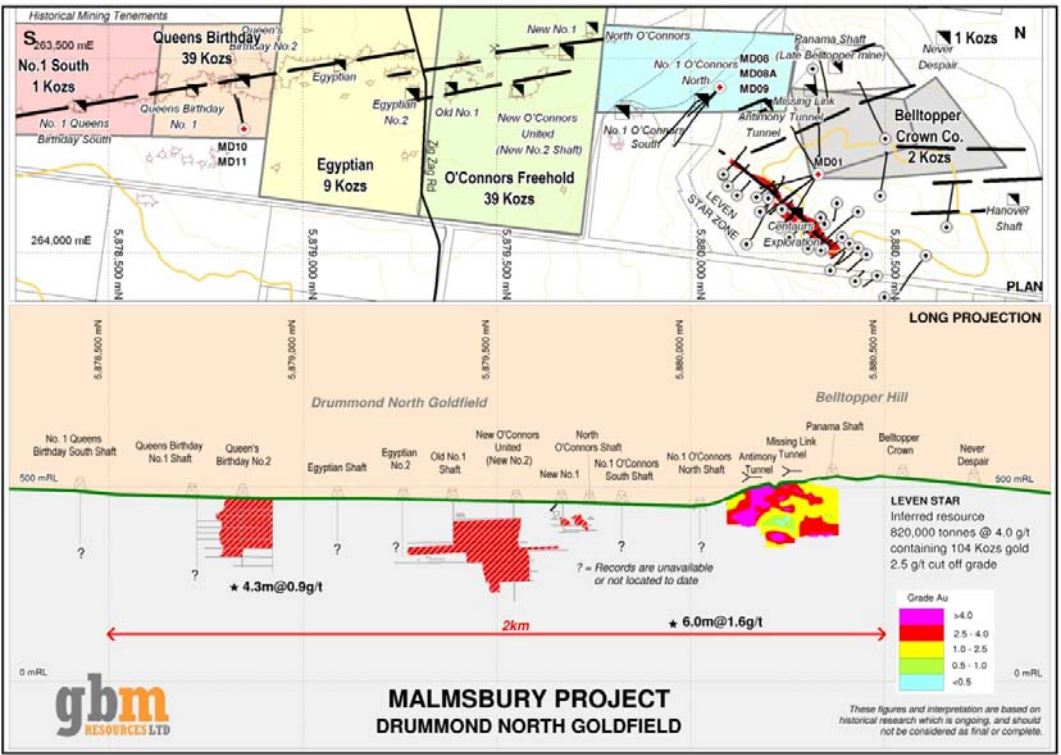 Historical Mining Tenements
S
263,500 mE
No.1 South
1 Kozs
No. 1 Queens
Birthday South
Queens Birthday
39 Kozs
Queen's
Birthday No.2
Queens Birthday
No. 1
MD10
MD11
Egyptian
Egyptian
No.2
Egyptian
9 Kozs
Zig Zag Rd
Old No.1
New No.1
New O'Connors
United
(New No.2 Shaft)
O'Connors Freehold
39 Kozs
North O'Connors
No. 1 O'Connors
North
No.1 O'Connors
South
MD08
MD08A
MD09
Panama Shaft
(Late Belltopper mine)
Missing Link
Tunnel
Antimony
Tunnel
Never
Despair
1 Kozs
N
Belltopper
Crown Co.
2 Kozs
MD01
LEVEN
STAR ZONE
Centaurs
Exploration
Hanover
Shaft
264,000 mE
5,878,500 mN
5,879,000 mN
5,879,500 mN
5,880,000 mN
5,880,500 mN
PLAN
LONG PROJECTION
5,878,500 mN
5,879,000 mN
5,879,500 mN
5,880,000 mN
5,880,500 mN
Drummond North Goldfield
Belltopper Hill
No. 1 Queens
Birthday South Shaft
Queens Birthday
No.1 Shaft
Queen's
Birthday No.2
Egyptian Shaft
Egyptian
No.2
Old No.1
Shaft
New O'Connors
United
(New No.2)
New No.1
North
O'Connors Shaft
No.1 O'Connors
South Shaft
No.1 O'Connors
North Shaft
Antimony
Tunnel
Missing Link
Tunnel
Panama Shaft
Belltopper
Crown
Never
Despair
500 mRL
500 mRL
?
?
?
?
?
?
? = Records are unavailable
or not located to date
4.3m@0.9g/t
6.0m@1.6g/t
2km
LEVEN STAR
Inferred resource
820,000 tonnes @ 4.0 g/t
containing 104 Kozs gold
2.5 g/t cut off grade
Grade Au
>4.0
2.5 - 4.0
1.0 - 2.5
0.5 - 1.0
<0.5
0 mRL
0 mRL
gbm
RESOURCES LTD
MALMSBURY PROJECT
DRUMMOND NORTH GOLDFIELD
These figures and interpretation are based on
historical research which is ongoing, and should
not be considered as final or complete.